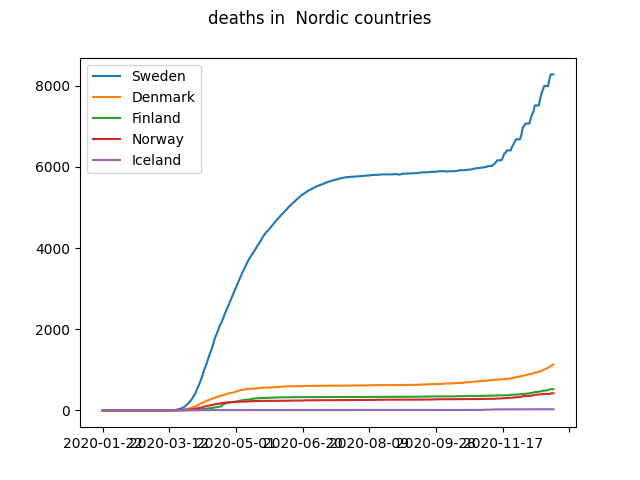 deaths in  Nordic countries
Sweden
Denmark
Finland
Norway
Iceland
8000
6000
4000
2000
0
2020-01-22 2020-03-12 2020-05-01 2020-06-20 2020-08-09 2020-09-28 2020-11-17